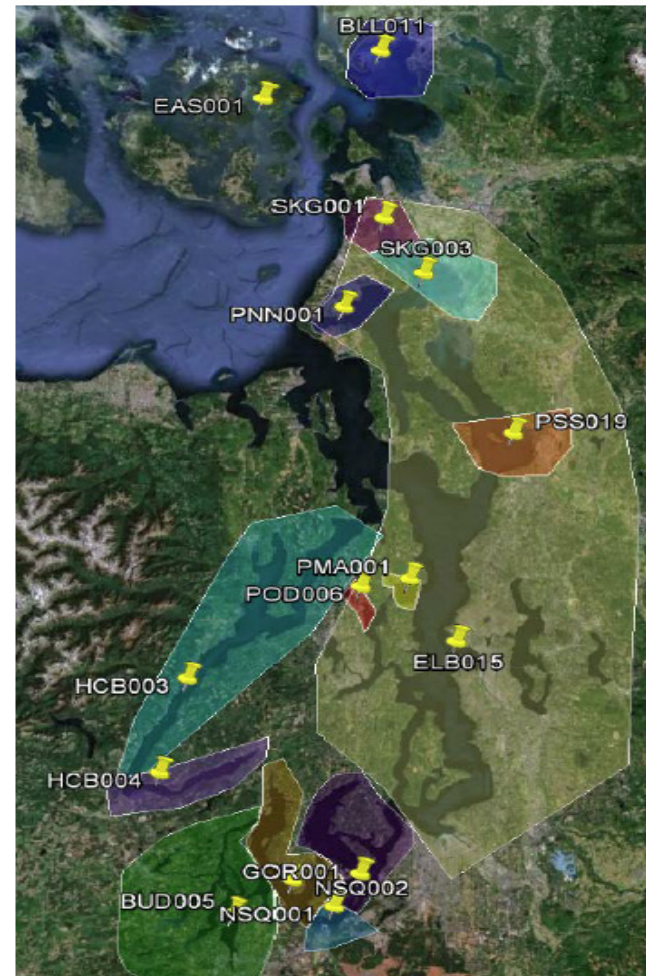 BLL011
EAS001
SKG001
SKG003
PNN001
PSS019
PMA001
POD006
ELB015
HCB003
HCB004
GOR001
NSQ002
BUD005
NSQ001